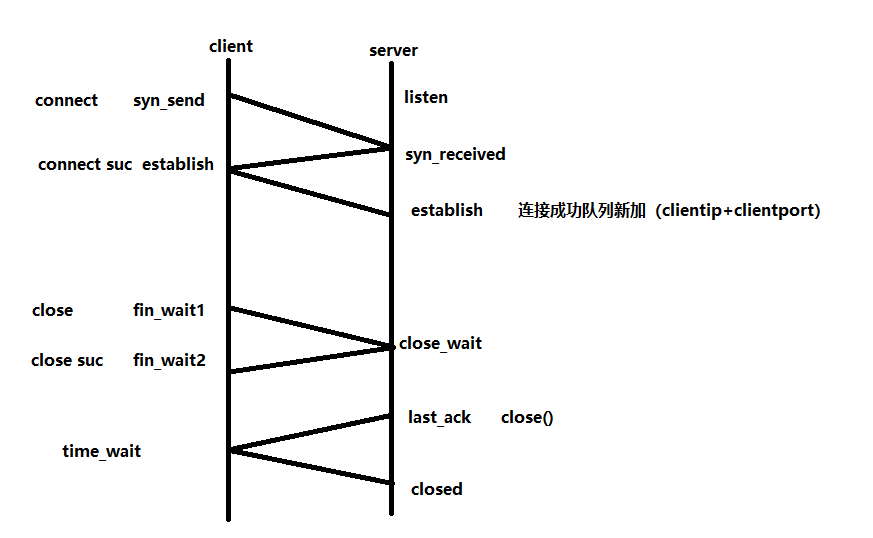 client
server
connect syn_send
listen
connect suc establish
syn_received
establish 连接成功队列新加（clientip+clientport）
close fin_wait1
close_wait
close suc fin_wait2
last_ack close()
time_wait
closed